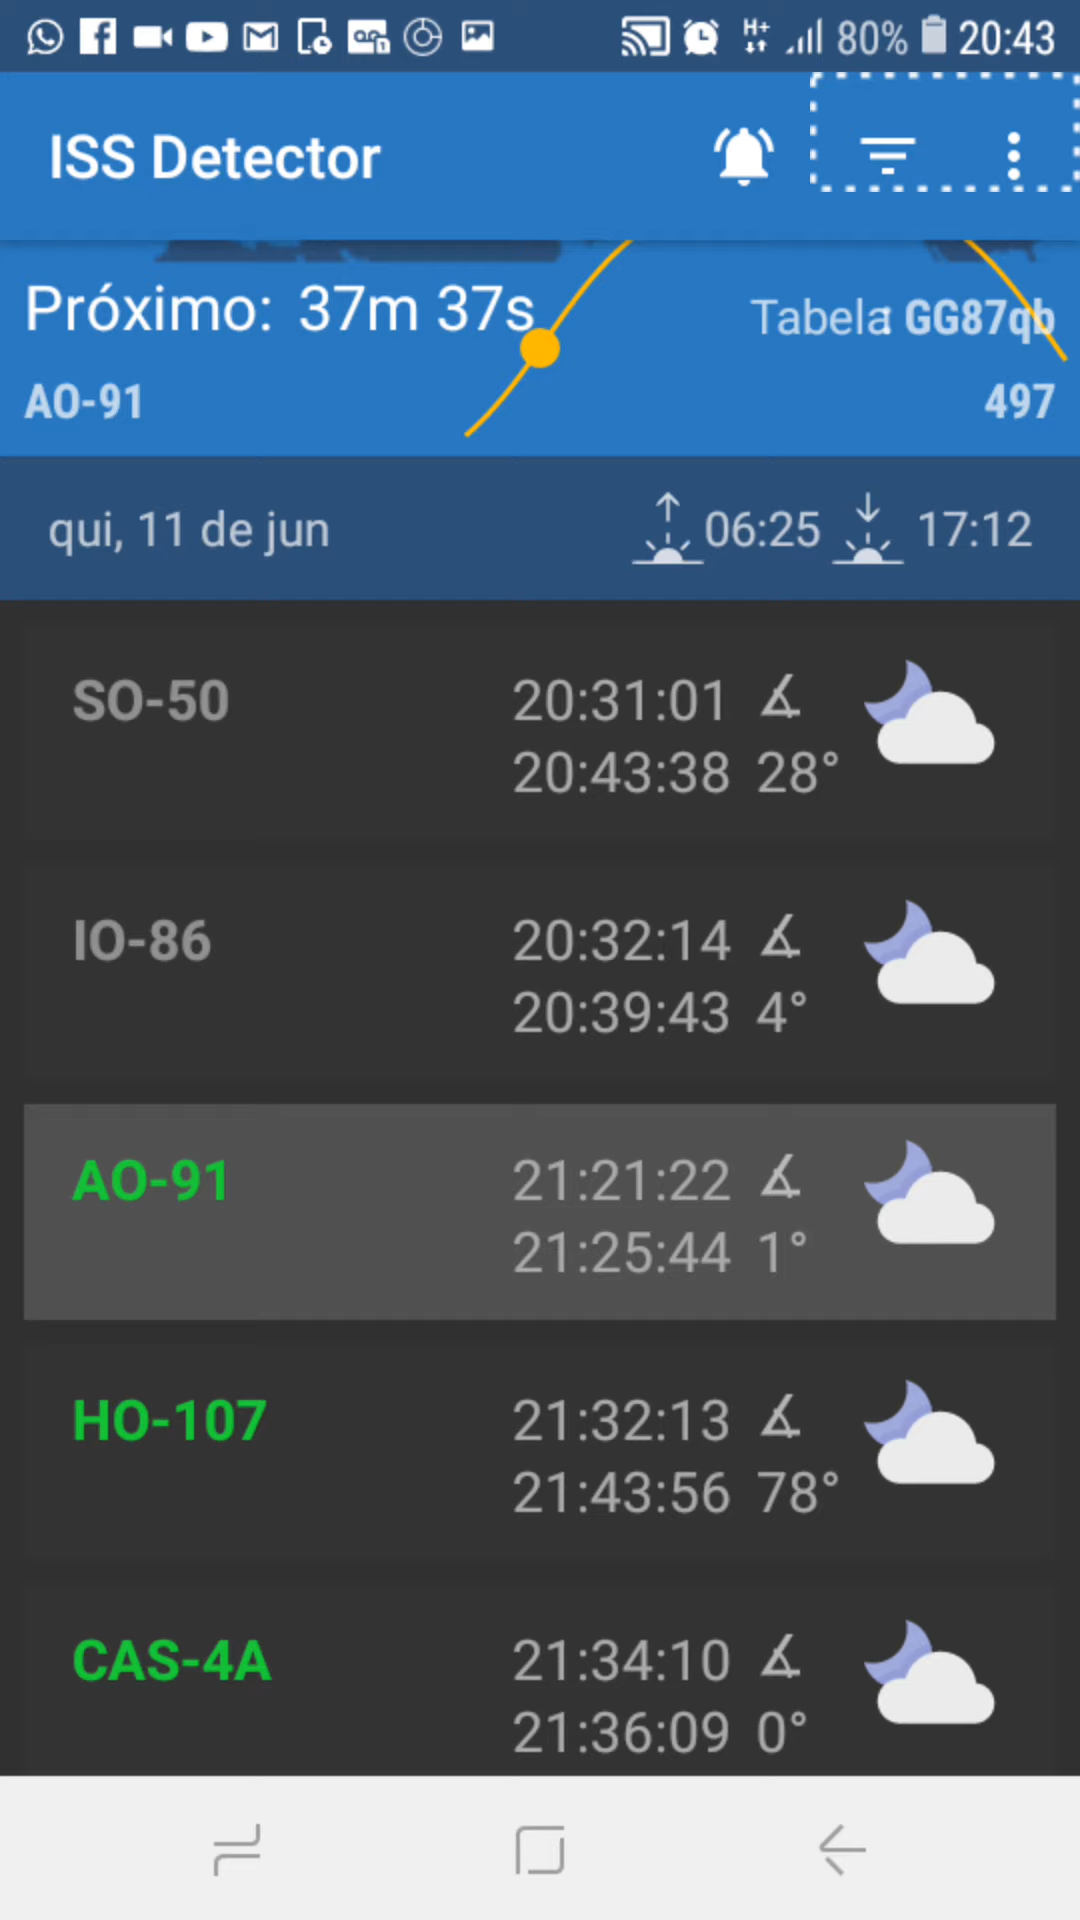 80% 20:43
ISS Detector
Próximo: 37m 37s
Tabela: GG87qb
AO-91 497
qui, 11 de jun 06:25 17:12
SO-50 20:31:01
20:43:38 28°
IO-86 20:32:14
20:39:43 4°
AO-91 21:21:22
21:25:44 1°
HO-107 21:32:13
21:43:56 78°
CAS-4A 21:34:10
21:36:09 0°